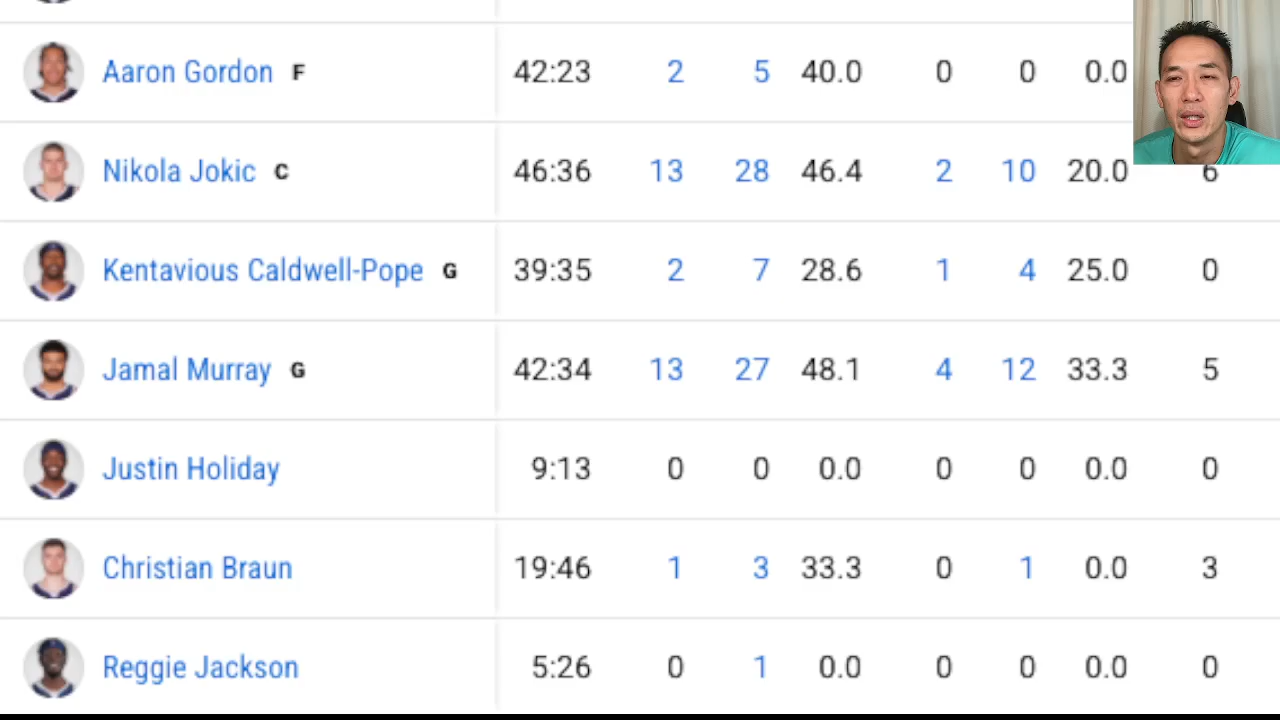 Aaron Gordon F 42:23 2 5 40.0 0 0 0.0
Nikola Jokic C 46:36 13 28 46.4 2 10 20.0 6
Kentavious Caldwell-Pope G 39:35 2 7 28.6 1 4 25.0 0
Jamal Murray G 42:34 13 27 48.1 4 12 33.3 5
Justin Holiday 9:13 0 0 0.0 0 0 0.0 0
Christian Braun 19:46 1 3 33.3 0 1 0.0 3
Reggie Jackson 5:26 0 1 0.0 0 0 0.0 0